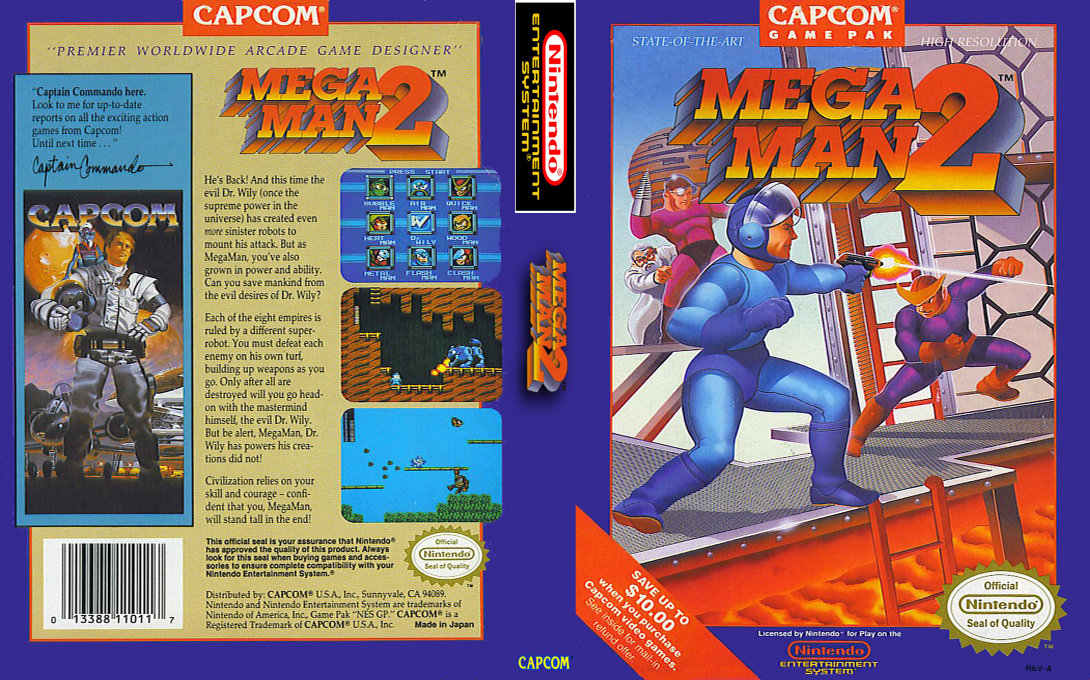 CAPCOM®
"PREMIER WORLDWIDE ARCADE GAME DESIGNER"
"Captain Commando here.
Look to me for up-to-date
reports on all the exciting action
games from Capcom!
Until next time . . ."
Captain Commando
CAPCOM
MEGA
MAN 2™
He's Back! And this time the
evil Dr. Wily (once the
supreme power in the
universe) has created even
more sinister robots to
mount his attack. But as
MegaMan, you've also
grown in power and ability.
Can you save mankind from
the evil desires of Dr. Wily?
Each of the eight empires is
ruled by a different super-
robot. You must defeat each
enemy on his own turf,
building up weapons as you
go. Only after all are
destroyed will you go head-
on with the mastermind
himself, the evil Dr. Wily.
But be alert, MegaMan, Dr.
Wily has powers his crea-
tions did not!
Civilization relies on your
skill and courage – confi-
dent that you, MegaMan,
will stand tall in the end!
PRESS START
BUBBLE MAN
AIR MAN
QUICK MAN
HEAT MAN
W
Dr. WILY
WOOD MAN
METAL MAN
FLASH MAN
CLASH MAN
This official seal is your assurance that Nintendo®
has approved the quality of this product. Always
look for this seal when buying games and acces-
sories to ensure complete compatibility with your
Nintendo Entertainment System.®
Official
Nintendo®
Seal of Quality
™
Distributed by: CAPCOM® U.S.A., Inc., Sunnyvale, CA 94089.
Nintendo and Nintendo Entertainment System are trademarks of
Nintendo of America, Inc., Game Pak "NES GP." CAPCOM® is a
Registered Trademark of CAPCOM® U.S.A., Inc. Made in Japan
0 13388 11011 7
Nintendo®
ENTERTAINMENT
SYSTEM®
MEGA
MAN 2
CAPCOM
CAPCOM®
GAME PAK
STATE-OF-THE-ART
HIGH RESOLUTION
MEGA
MAN 2™
SAVE UP TO
$10.00
when you purchase
Capcom video games.
See inside for mail-in
refund offer.
Official
Nintendo®
Seal of Quality
™
Licensed by Nintendo® for Play on the
Nintendo®
ENTERTAINMENT
SYSTEM®
REV-A